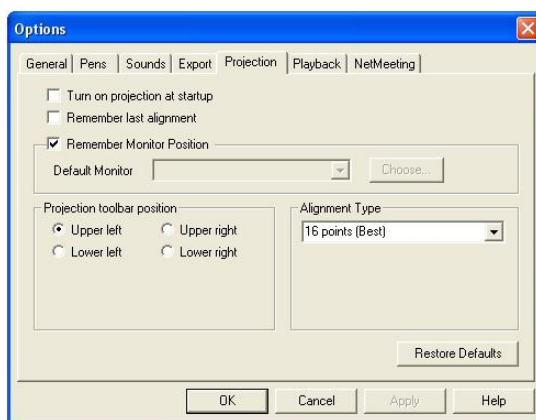 Options
General Pens Sounds Export Projection Playback NetMeeting
Turn on projection at startup
Remember last alignment
Remember Monitor Position
Default Monitor Choose...
Projection toolbar position Alignment Type
Upper left Upper right 16 points (Best)
Lower left Lower right
Restore Defaults
OK Cancel Apply Help